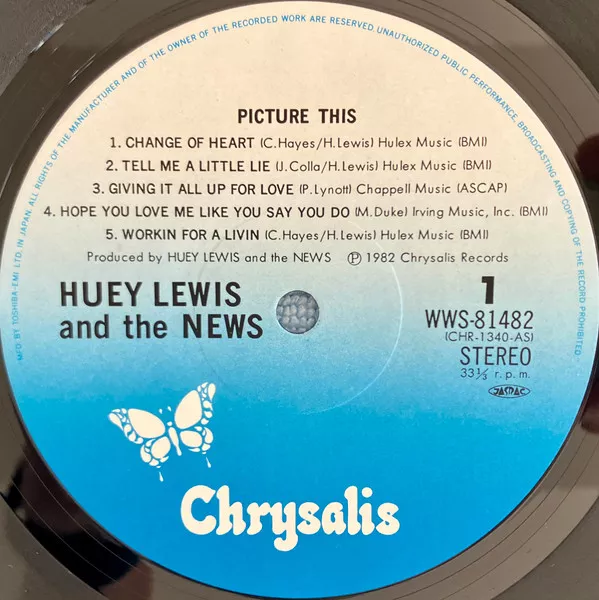 MFD BY TOSHIBA-EMI LTD. IN JAPAN. ALL RIGHTS OF THE MANUFACTURER AND OF THE OWNER OF THE RECORDED WORK ARE RESERVED. UNAUTHORIZED PUBLIC PERFORMANCE, BROADCASTING AND COPYING OF THE RECORD PROHIBITED.
PICTURE THIS
1. CHANGE OF HEART (C.Hayes/H.Lewis) Hulex Music (BMI)
2. TELL ME A LITTLE LIE (J.Colla/H.Lewis) Hulex Music (BMI)
3. GIVING IT ALL UP FOR LOVE (P.Lynott) Chappell Music (ASCAP)
4. HOPE YOU LOVE ME LIKE YOU SAY YOU DO (M.Duke) Irving Music, Inc. (BMI)
5. WORKIN FOR A LIVIN (C.Hayes/H.Lewis) Hulex Music (BMI)
Produced by HUEY LEWIS and the NEWS ℗ 1982 Chrysalis Records
HUEY LEWIS
and the NEWS
1
WWS-81482
(CHR-1340-AS)
STEREO
33⅓ r.p.m.
JASRAC
Chrysalis